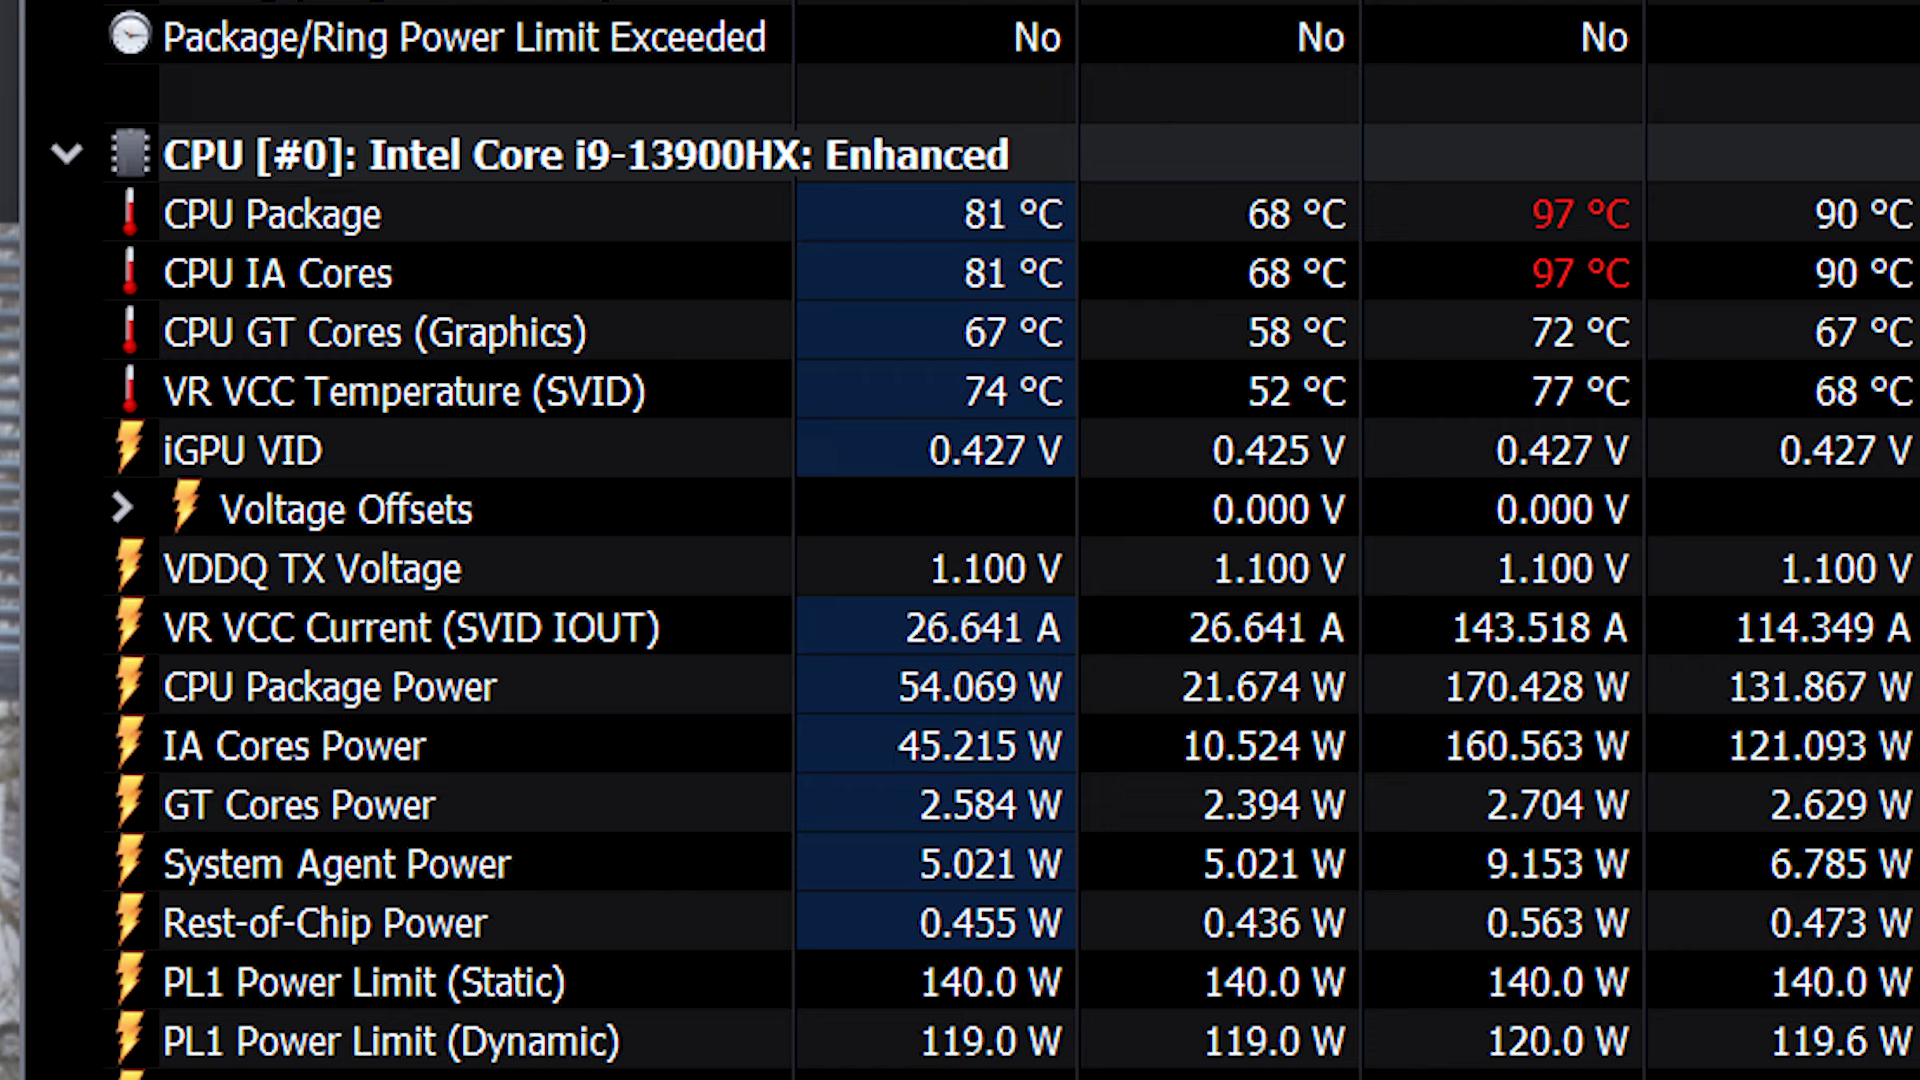 Package/Ring Power Limit Exceeded No No No
CPU [#0]: Intel Core i9-13900HX: Enhanced
CPU Package 81 °C 68 °C 97 °C 90 °C
CPU IA Cores 81 °C 68 °C 97 °C 90 °C
CPU GT Cores (Graphics) 67 °C 58 °C 72 °C 67 °C
VR VCC Temperature (SVID) 74 °C 52 °C 77 °C 68 °C
iGPU VID 0.427 V 0.425 V 0.427 V 0.427 V
Voltage Offsets 0.000 V 0.000 V
VDDQ TX Voltage 1.100 V 1.100 V 1.100 V 1.100 V
VR VCC Current (SVID IOUT) 26.641 A 26.641 A 143.518 A 114.349 A
CPU Package Power 54.069 W 21.674 W 170.428 W 131.867 W
IA Cores Power 45.215 W 10.524 W 160.563 W 121.093 W
GT Cores Power 2.584 W 2.394 W 2.704 W 2.629 W
System Agent Power 5.021 W 5.021 W 9.153 W 6.785 W
Rest-of-Chip Power 0.455 W 0.436 W 0.563 W 0.473 W
PL1 Power Limit (Static) 140.0 W 140.0 W 140.0 W 140.0 W
PL1 Power Limit (Dynamic) 119.0 W 119.0 W 120.0 W 119.6 W